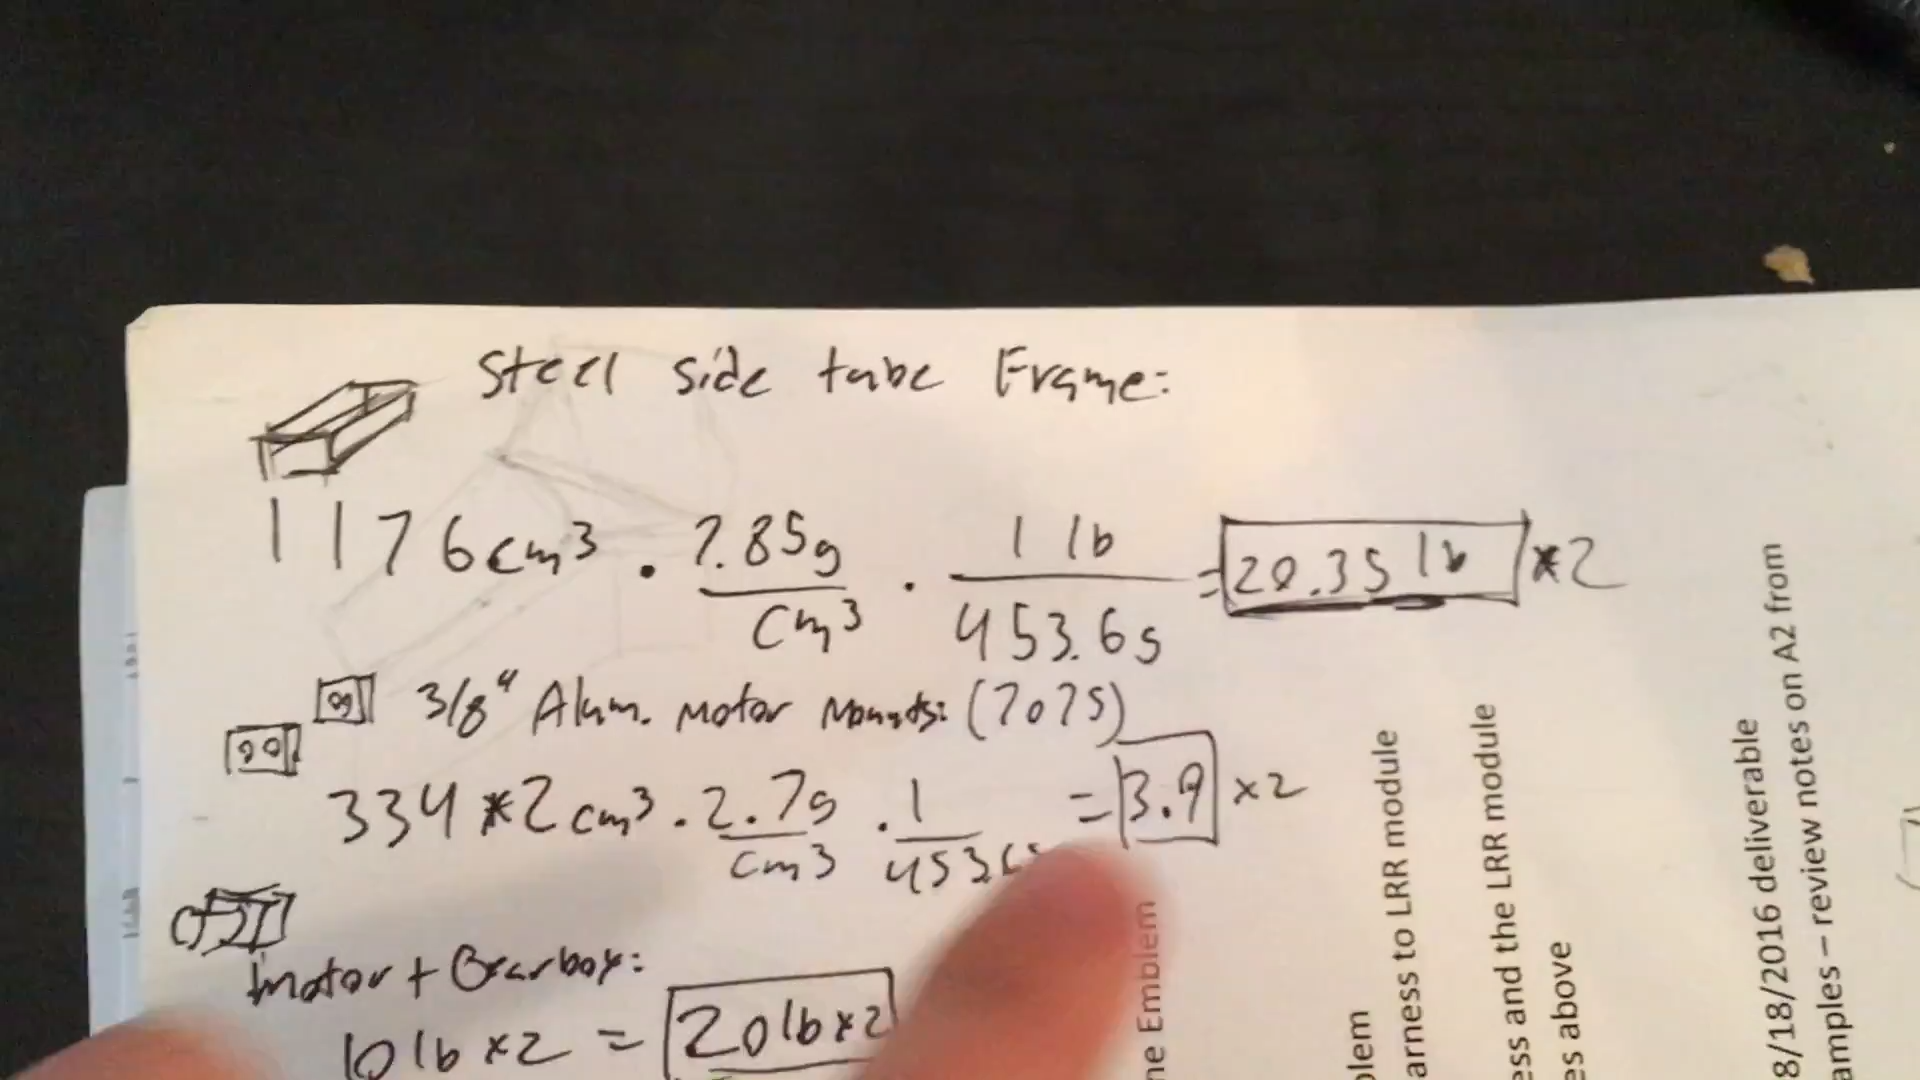 Steel side tube Frame:
1176cm³ · 7.85g/cm³ · 1 lb/453.6g = 20.35 lb *2
3/8" Alum. Motor Mounts: (7075)
334*2cm³ · 2.7g/cm³ · 1/4536 = 3.9 ×2
Motor + Gearbox:
10 lb ×2 = 20 lb ×2
ne Emblem
blem
arness to LRR module
ess and the LRR module
es above
8/18/2016 deliverable
amples – review notes on A2 from